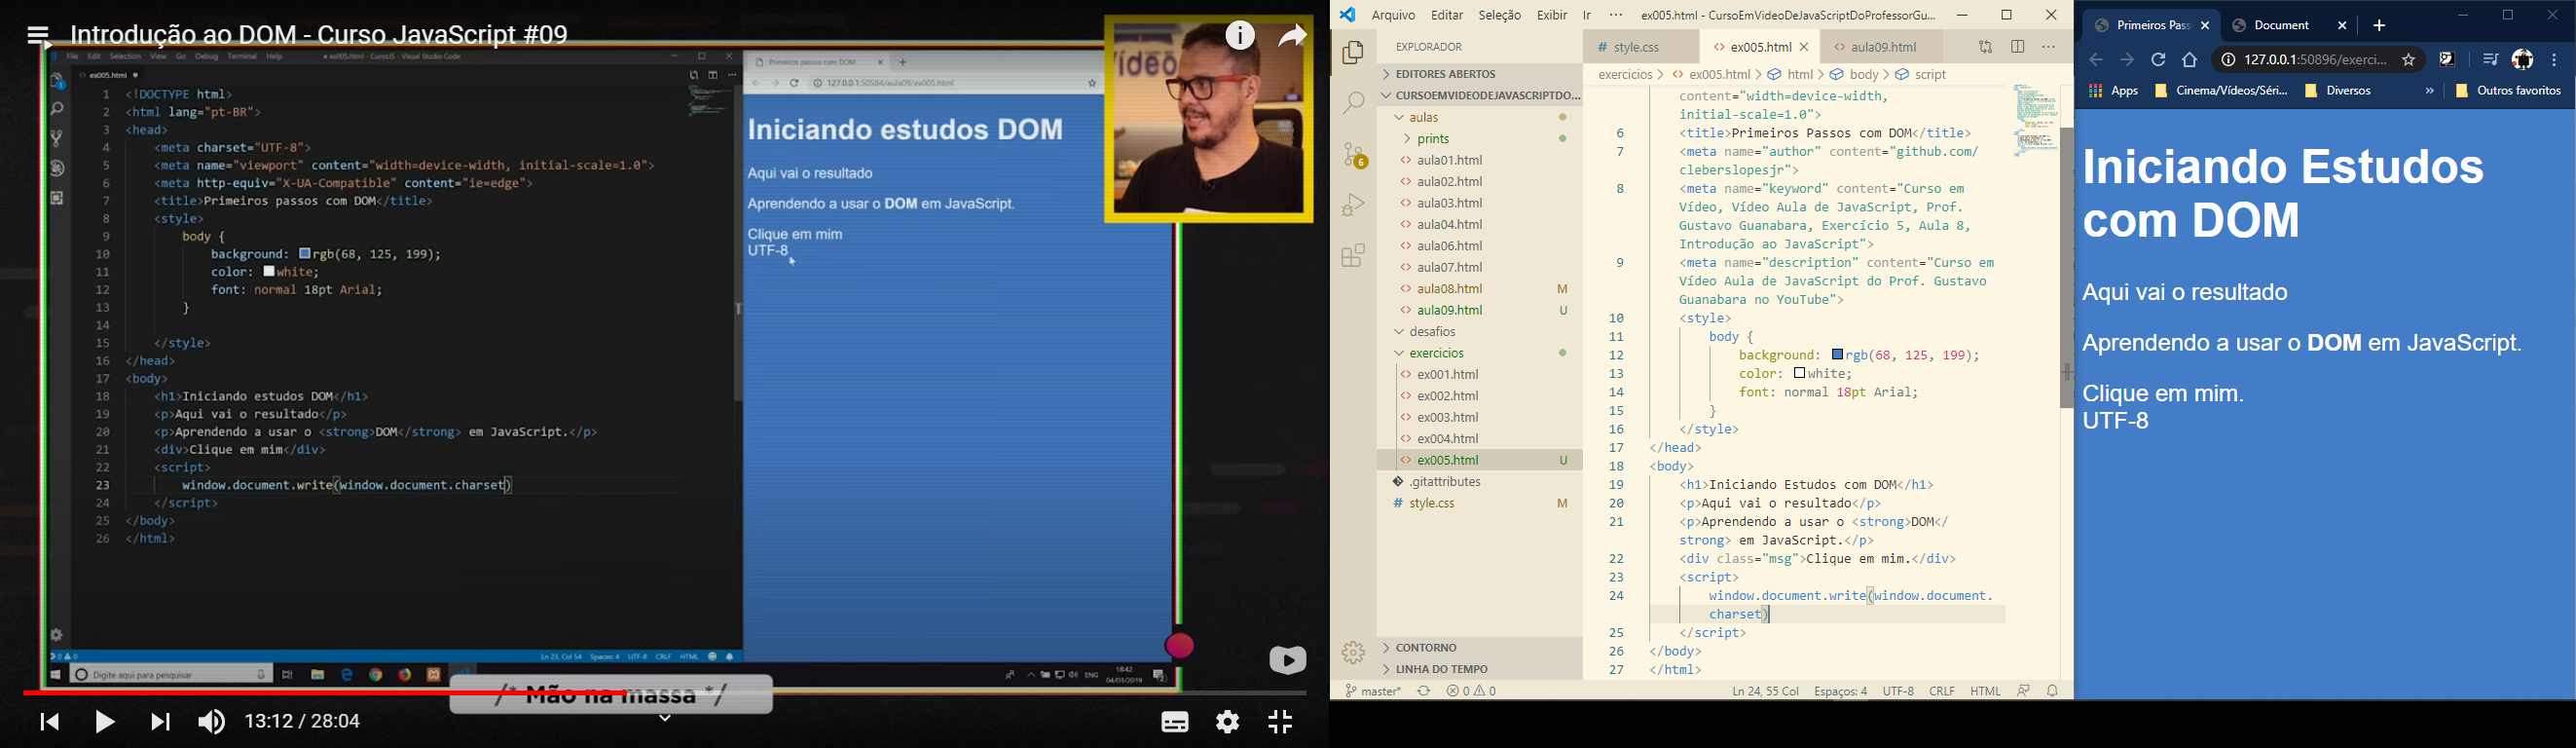 Introdução ao DOM - Curso JavaScript #09
File Edit Selection View Go Debug Terminal Help
ex005.html - CursoJS - Visual Studio Code
ex005.html
1 <!DOCTYPE html>
2 <html lang="pt-BR">
3 <head>
4 <meta charset="UTF-8">
5 <meta name="viewport" content="width=device-width, initial-scale=1.0">
6 <meta http-equiv="X-UA-Compatible" content="ie=edge">
7 <title>Primeiros passos com DOM</title>
8 <style>
9 body {
10 background: rgb(68, 125, 199);
11 color: white;
12 font: normal 18pt Arial;
13 }
14
15 </style>
16 </head>
17 <body>
18 <h1>Iniciando estudos DOM</h1>
19 <p>Aqui vai o resultado</p>
20 <p>Aprendendo a usar o <strong>DOM</strong> em JavaScript.</p>
21 <div>Clique em mim</div>
22 <script>
23 window.document.write(window.document.charset)
24 </script>
25 </body>
26 </html>
0 0
Ln 23, Col 54 Spaces: 4 UTF-8 CRLF HTML
Primeiros passos com DOM
127.0.0.1:50584/aula09/ex005.html
Iniciando estudos DOM
Aqui vai o resultado
Aprendendo a usar o DOM em JavaScript.
Clique em mim
UTF-8
vídeo
Digite aqui para pesquisar
ENG
18:42
04/03/2019
/* Mão na massa */
13:12 / 28:04
Arquivo Editar Seleção Exibir Ir ···
ex005.html - CursoEmVideoDeJavaScriptDoProfessorGu...
EXPLORADOR
EDITORES ABERTOS
CURSOEMVIDEODEJAVASCRIPTDO...
aulas
prints
aula01.html
aula02.html
aula03.html
aula04.html
aula06.html
aula07.html
aula08.html M
aula09.html U
desafios
exercicios
ex001.html
ex002.html
ex003.html
ex004.html
ex005.html U
.gitattributes
# style.css M
CONTORNO
LINHA DO TEMPO
6
# style.css
ex005.html
aula09.html
exercicios > ex005.html > html > body > script
content="width=device-width,
initial-scale=1.0">
6 <title>Primeiros Passos com DOM</title>
7 <meta name="author" content="github.com/
cleberslopesjr">
8 <meta name="keyword" content="Curso em
Vídeo, Vídeo Aula de JavaScript, Prof.
Gustavo Guanabara, Exercício 5, Aula 8,
Introdução ao JavaScript">
9 <meta name="description" content="Curso em
Vídeo Aula de JavaScript do Prof. Gustavo
Guanabara no YouTube">
10 <style>
11 body {
12 background: rgb(68, 125, 199);
13 color: white;
14 font: normal 18pt Arial;
15 }
16 </style>
17 </head>
18 <body>
19 <h1>Iniciando Estudos com DOM</h1>
20 <p>Aqui vai o resultado</p>
21 <p>Aprendendo a usar o <strong>DOM</
strong> em JavaScript.</p>
22 <div class="msg">Clique em mim.</div>
23 <script>
24 window.document.write(window.document.
charset)
25 </script>
26 </body>
27 </html>
master* 0 0
Ln 24, 55 Col Espaços: 4 UTF-8 CRLF HTML
Primeiros Pas
Document
127.0.0.1:50896/exerci...
Apps
Cinema/Vídeos/Séri...
Diversos
»
Outros favoritos
Iniciando Estudos
com DOM
Aqui vai o resultado
Aprendendo a usar o DOM em JavaScript.
Clique em mim.
UTF-8